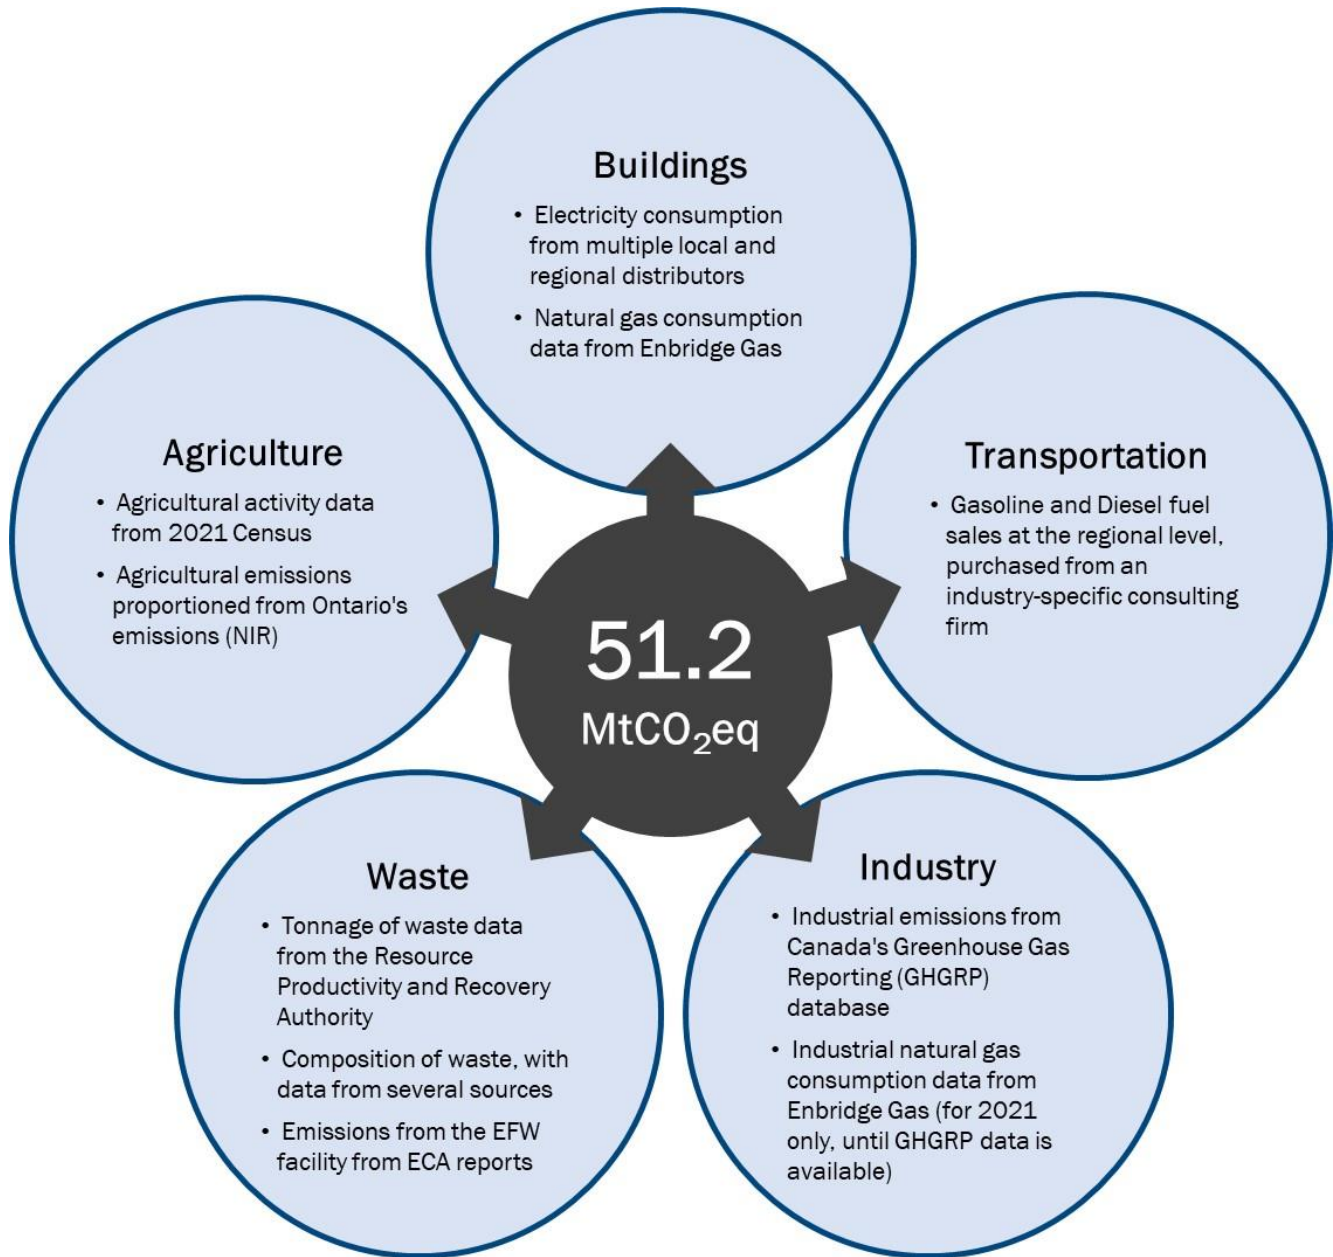 Buildings
• Electricity consumption
from multiple local and
regional distributors
• Natural gas consumption
data from Enbridge Gas
Agriculture
• Agricultural activity data
from 2021 Census
• Agricultural emissions
proportioned from Ontario's
emissions (NIR)
Transportation
• Gasoline and Diesel fuel
sales at the regional level,
purchased from an
industry-specific consulting
firm
51.2
MtCO₂eq
Waste
• Tonnage of waste data
from the Resource
Productivity and Recovery
Authority
• Composition of waste, with
data from several sources
• Emissions from the EFW
facility from ECA reports
Industry
• Industrial emissions from
Canada's Greenhouse Gas
Reporting (GHGRP)
database
• Industrial natural gas
consumption data from
Enbridge Gas (for 2021
only, until GHGRP data is
available)